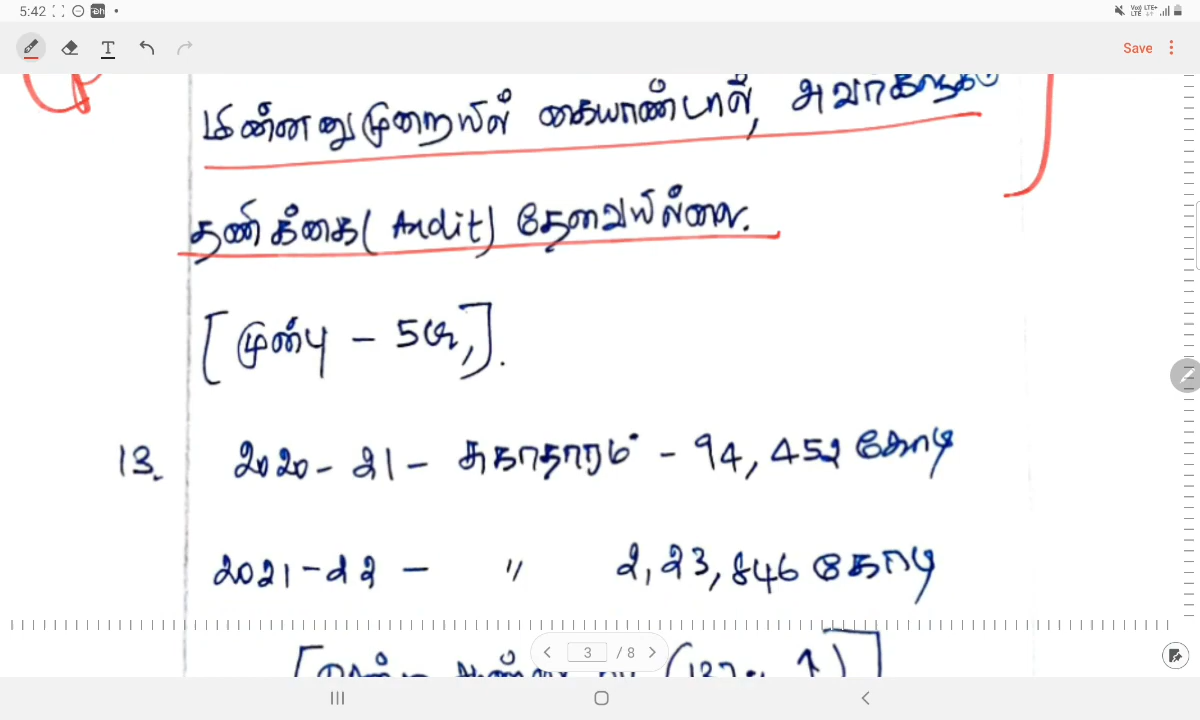 5:42
Save
மின்னனுமுறையில் கையாண்டால், அவர்களுக்கு
தணிக்கை (Audit) தேவையில்லை.
[முன்பு - 5கோ,].
13. 2020-21 - சுகாதாரம் - 94,452 கோடி
2021-22 - " 2,23,846 கோடி
3 / 8